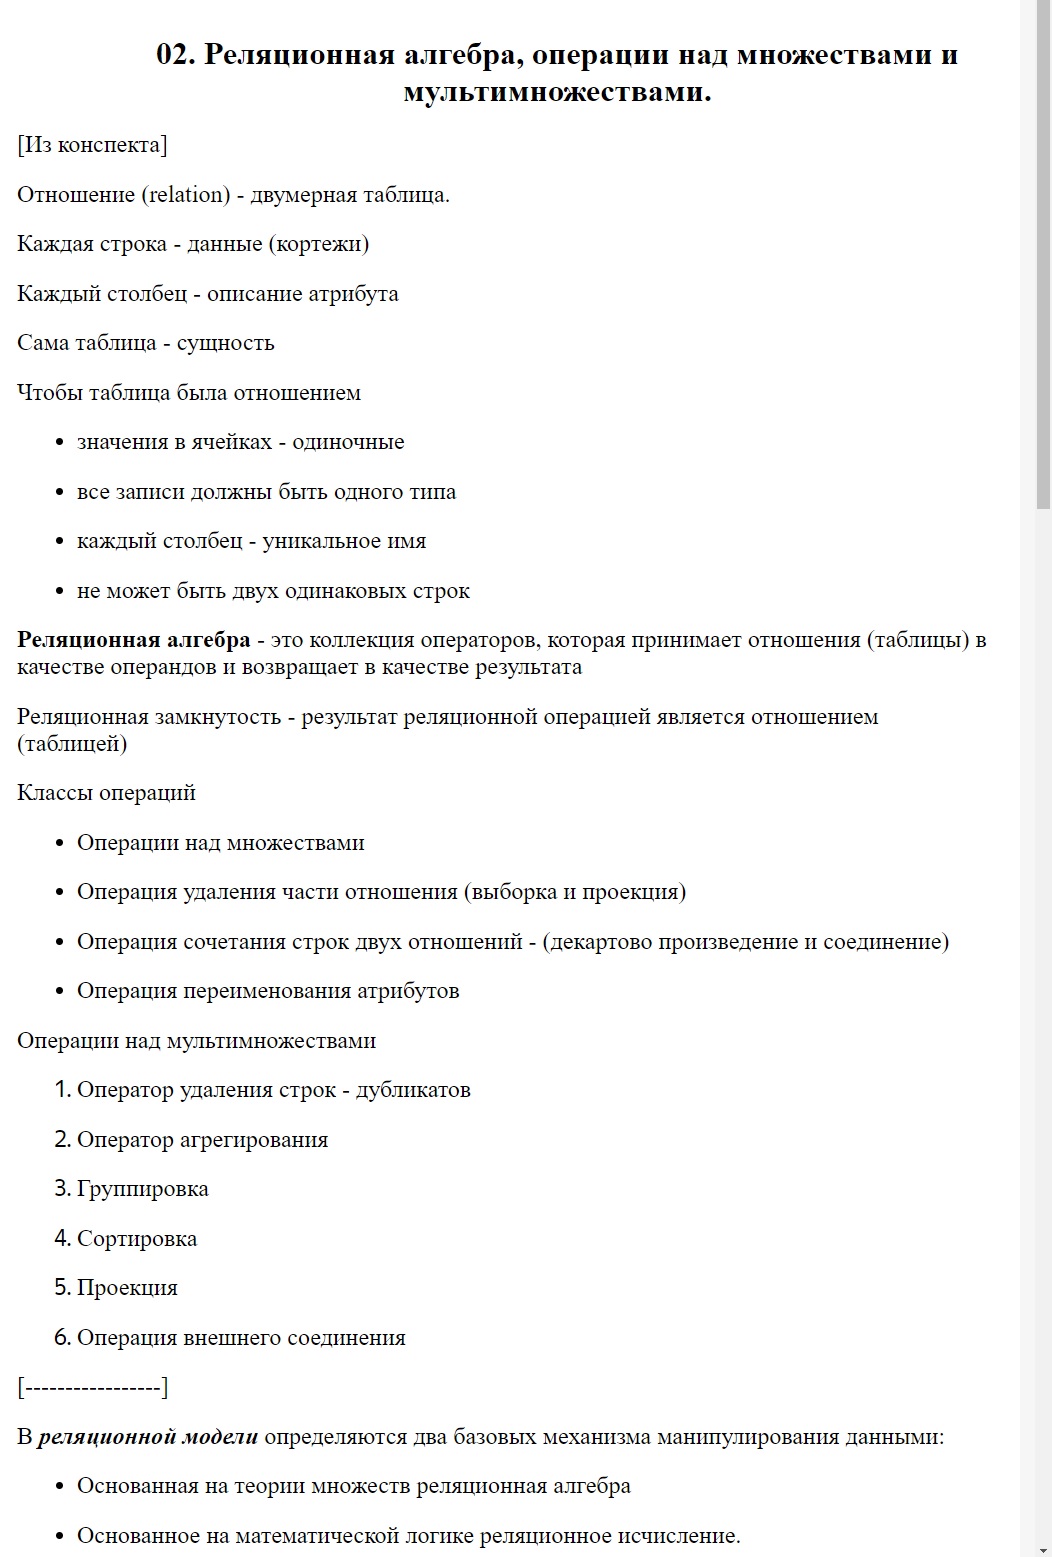 02. Реляционная алгебра, операции над множествами и
мультимножествами.
[Из конспекта]
Отношение (relation) - двумерная таблица.
Каждая строка - данные (кортежи)
Каждый столбец - описание атрибута
Сама таблица - сущность
Чтобы таблица была отношением
• значения в ячейках - одиночные
• все записи должны быть одного типа
• каждый столбец - уникальное имя
• не может быть двух одинаковых строк
Реляционная алгебра - это коллекция операторов, которая принимает отношения (таблицы) в
качестве операндов и возвращает в качестве результата
Реляционная замкнутость - результат реляционной операцией является отношением
(таблицей)
Классы операций
• Операции над множествами
• Операция удаления части отношения (выборка и проекция)
• Операция сочетания строк двух отношений - (декартово произведение и соединение)
• Операция переименования атрибутов
Операции над мультимножествами
1. Оператор удаления строк - дубликатов
2. Оператор агрегирования
3. Группировка
4. Сортировка
5. Проекция
6. Операция внешнего соединения
[-----------------]
В реляционной модели определяются два базовых механизма манипулирования данными:
• Основанная на теории множеств реляционная алгебра
• Основанное на математической логике реляционное исчисление.